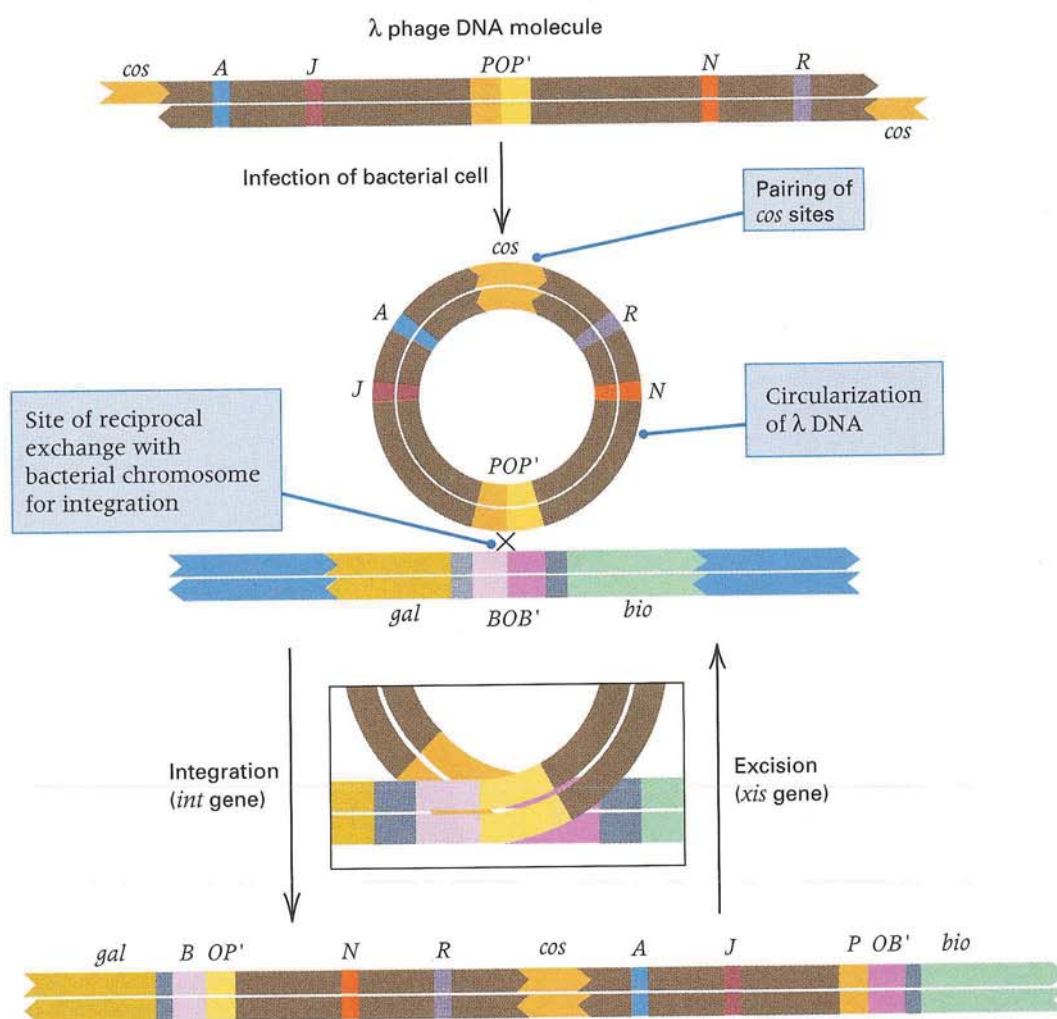 λ phage DNA molecule
cos A J POP' N R
cos
Infection of bacterial cell
Pairing of
cos sites
cos
A R
J N
Site of reciprocal
exchange with
bacterial chromosome
for integration
Circularization
of λ DNA
POP'
gal BOB' bio
Integration
(int gene)
Excision
(xis gene)
gal B OP' N R cos A J P OB' bio